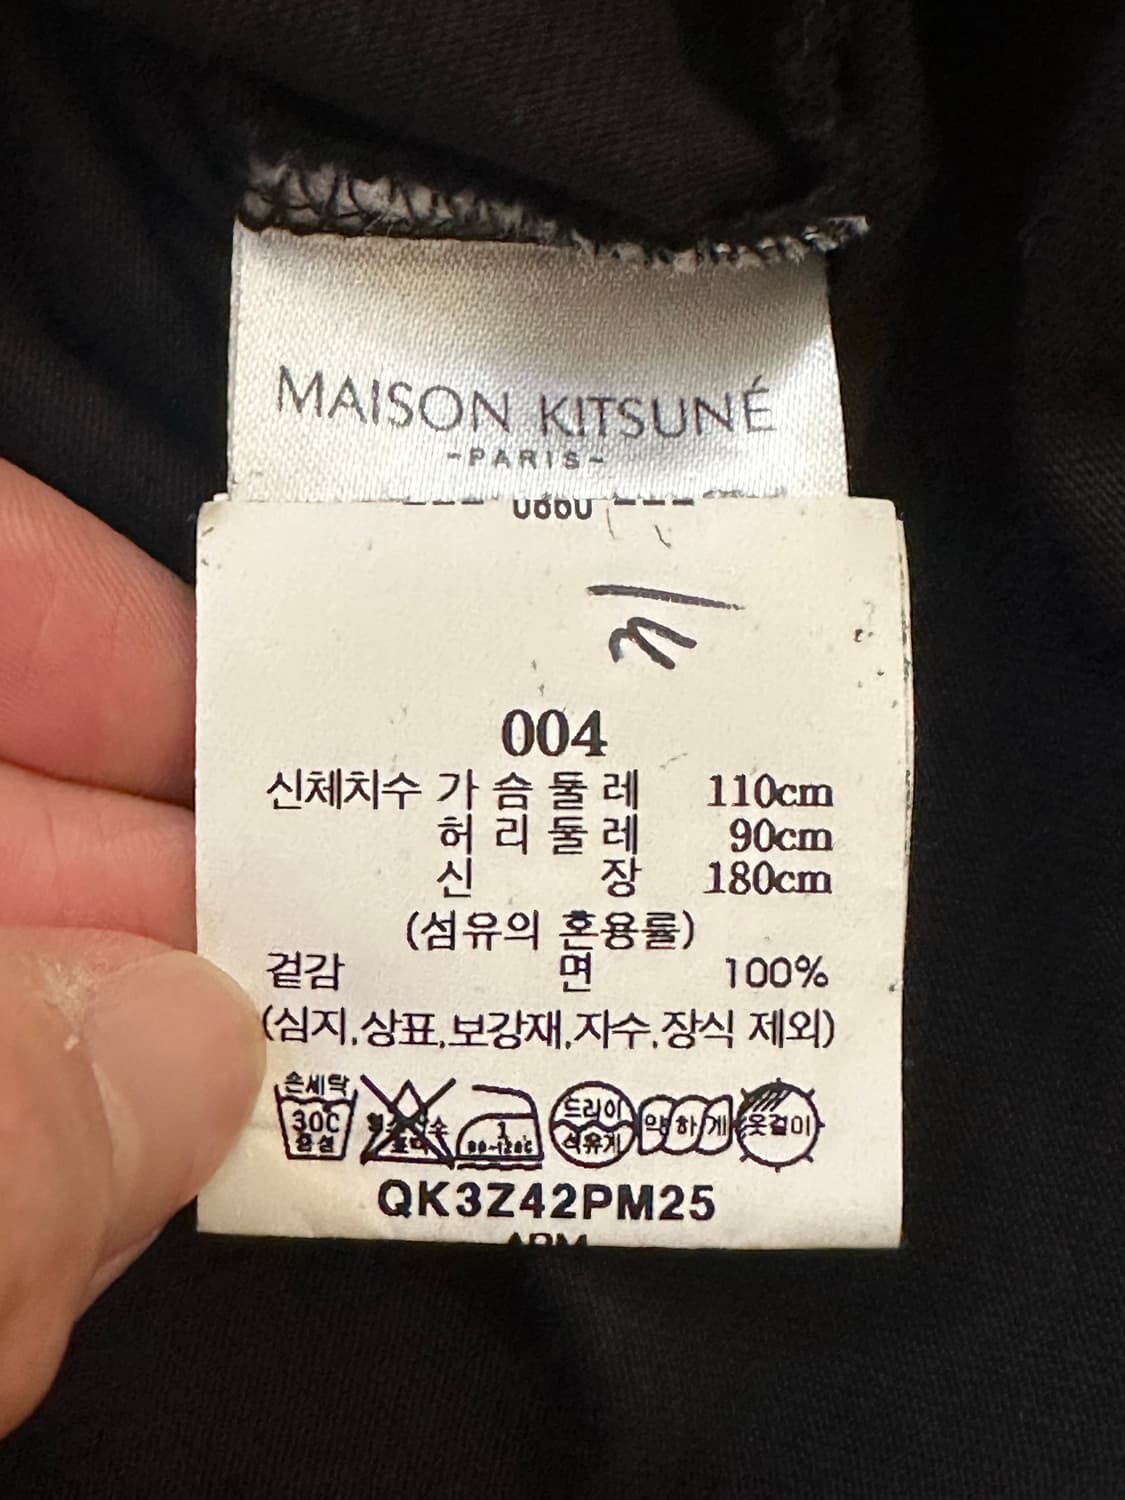 MAISON KITSUNÉ
-PARIS-
004
신체치수 가슴둘레 110cm
허리둘레 90cm
신장 180cm
(섬유의 혼용률)
겉감 면 100%
(심지,상표,보강재,자수,장식 제외)
손세탁 30℃ 중성 드라이 석유계 약하게 옷걸이
QK3Z42PM25